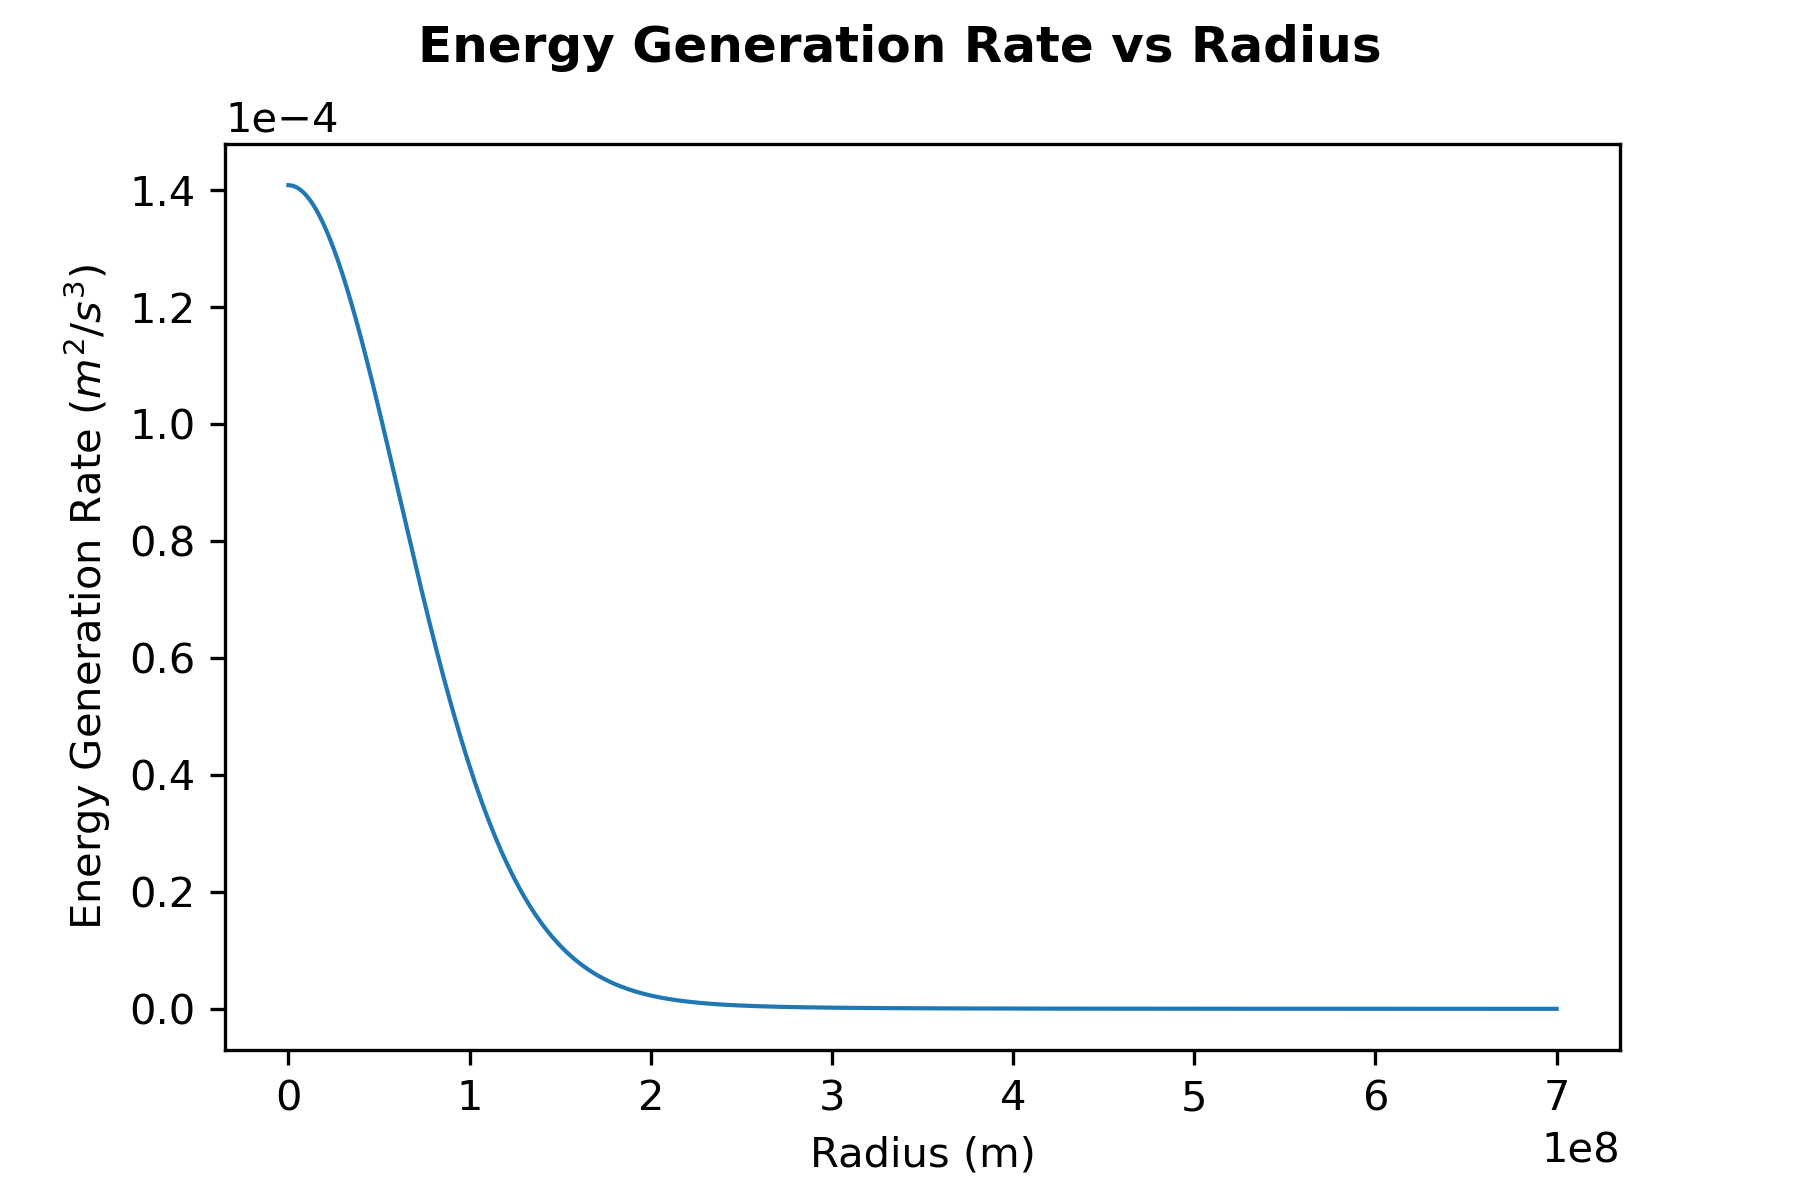 Energy Generation Rate vs Radius
1e−4
1.4
1.2
1.0
0.8
0.6
0.4
0.2
0.0
Energy Generation Rate (m²/s³)
0 1 2 3 4 5 6 7
1e8
Radius (m)